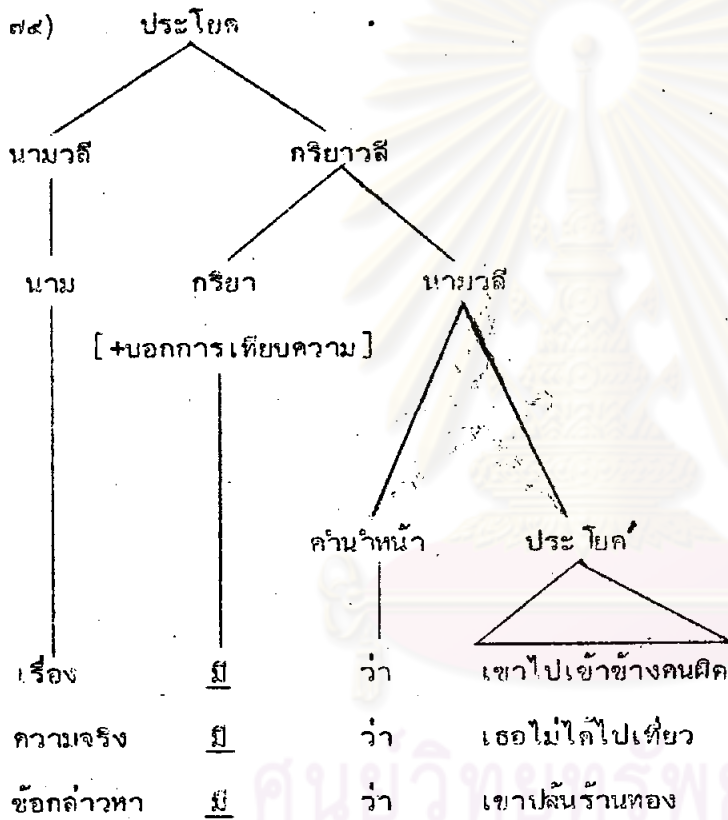 ๗๕) ประโยค
นามวลี กริยาวลี
นาม กริยา นามวลี
[+บอกการเทียบความ]
คำนำหน้า ประโยค
เรื่อง มี ว่า เขาไปเข้าข้างคนผิด
ความจริง มี ว่า เธอไม่ได้ไปเที่ยว
ข้อกล่าวหา มี ว่า เขาปล้นร้านทอง